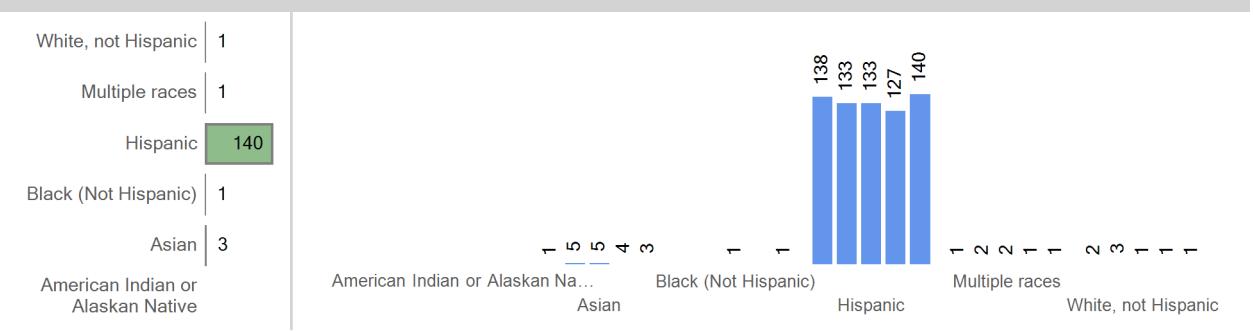 White, not Hispanic 1
Multiple races 1
Hispanic 140
Black (Not Hispanic) 1
Asian 3
American Indian or
Alaskan Native
1 5 5 4 3
1 1
138 133 133 127 140
1 2 2 1 1
2 3 1 1 1
American Indian or Alaskan Na…
Asian
Black (Not Hispanic)
Hispanic
Multiple races
White, not Hispanic